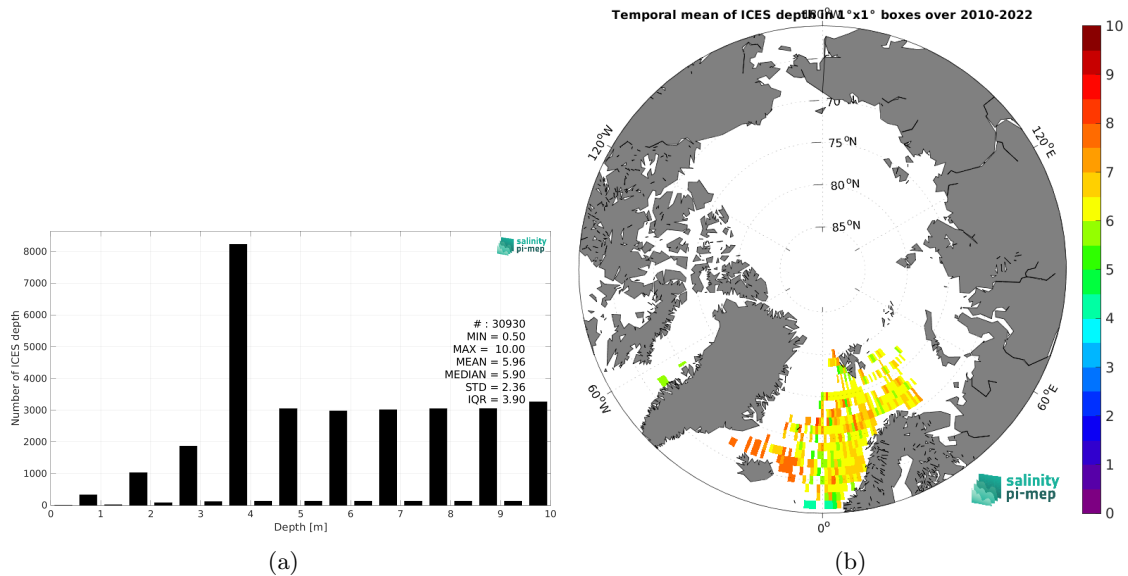 Temporal mean of ICES depth in 1°x1° boxes over 2010-2022
180°W
Number of ICES depth
8000
7000
6000
5000
4000
3000
2000
1000
0
salinity
pi-mep
# : 30930
MIN = 0.50
MAX = 10.00
MEAN = 5.96
MEDIAN = 5.90
STD = 2.36
IQR = 3.90
0 1 2 3 4 5 6 7 8 9 10
Depth [m]
(a)
120°W
120°E
60°W
60°E
0°
75°N
80°N
85°N
salinity
pi-mep
10
9
8
7
6
5
4
3
2
1
0
(b)